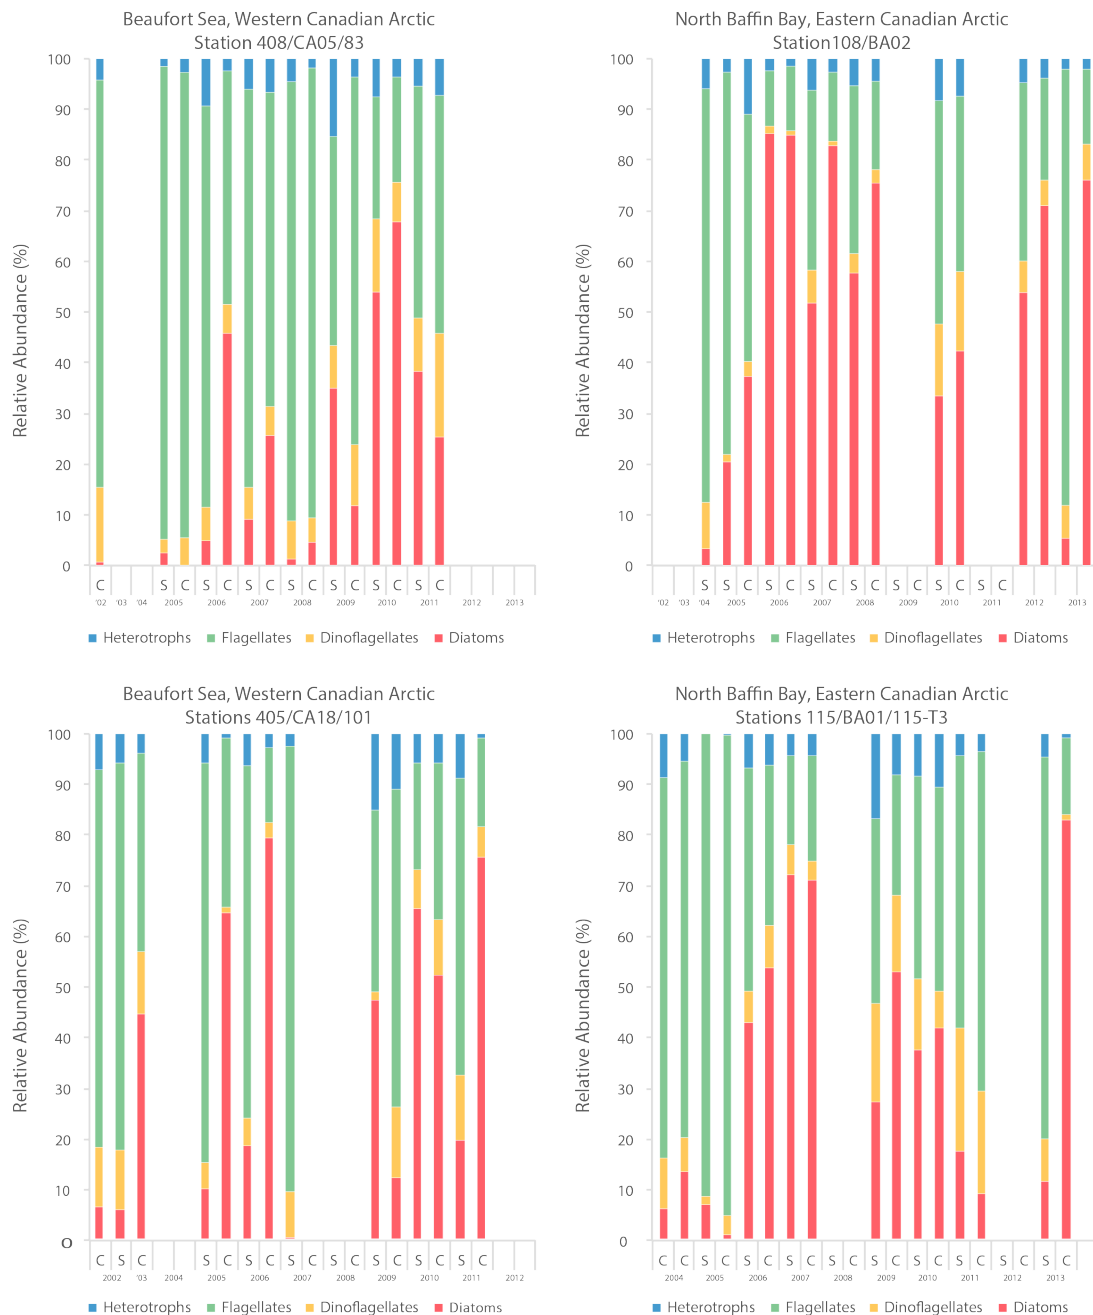 Beaufort Sea, Western Canadian Arctic
Station 408/CA05/83
Relative Abundance (%)
100
90
80
70
60
50
40
30
20
10
0
C S C S C S C S C S C S C S C
'02 '03 '04 2005 2006 2007 2008 2009 2010 2011 2012 2013
Heterotrophs Flagellates Dinoflagellates Diatoms
North Baffin Bay, Eastern Canadian Arctic
Station108/BA02
Relative Abundance (%)
100
90
80
70
60
50
40
30
20
10
0
S S C S C S C S C S C S C S C
'02 '03 '04 2005 2006 2007 2008 2009 2010 2011 2012 2013
Heterotrophs Flagellates Dinoflagellates Diatoms
Beaufort Sea, Western Canadian Arctic
Stations 405/CA18/101
Relative Abundance (%)
100
90
80
70
60
50
40
30
20
10
O
C S C S C S C S C S C S C S C S C
2002 '03 2004 2005 2006 2007 2008 2009 2010 2011 2012
Heterotrophs Flagellates Dinoflagellates Diatoms
North Baffin Bay, Eastern Canadian Arctic
Stations 115/BA01/115-T3
Relative Abundance (%)
100
90
80
70
60
50
40
30
20
10
0
C C S C S C S C S C S C S C S C S C S C
2004 2005 2006 2007 2008 2009 2010 2011 2012 2013
Heterotrophs Flagellates Dinoflagellates Diatoms